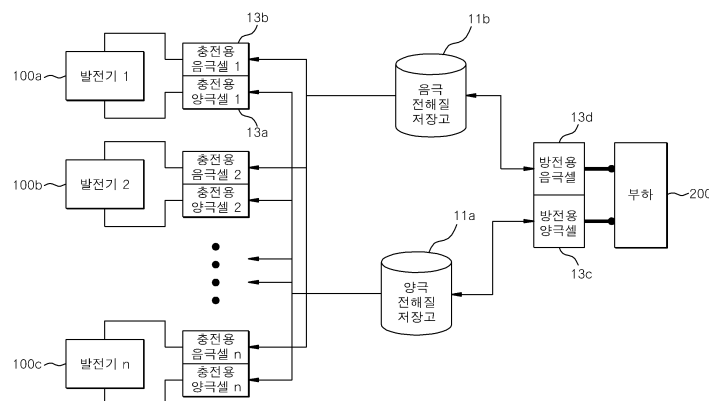 13b
11b
100a
발전기 1
충전용
음극셀 1
충전용
양극셀 1
13a
음극
전해질
저장고
13d
100b
발전기 2
충전용
음극셀 2
충전용
양극셀 2
방전용
음극셀
방전용
양극셀
부하
200
13c
11a
양극
전해질
저장고
100c
발전기 n
충전용
음극셀 n
충전용
양극셀 n